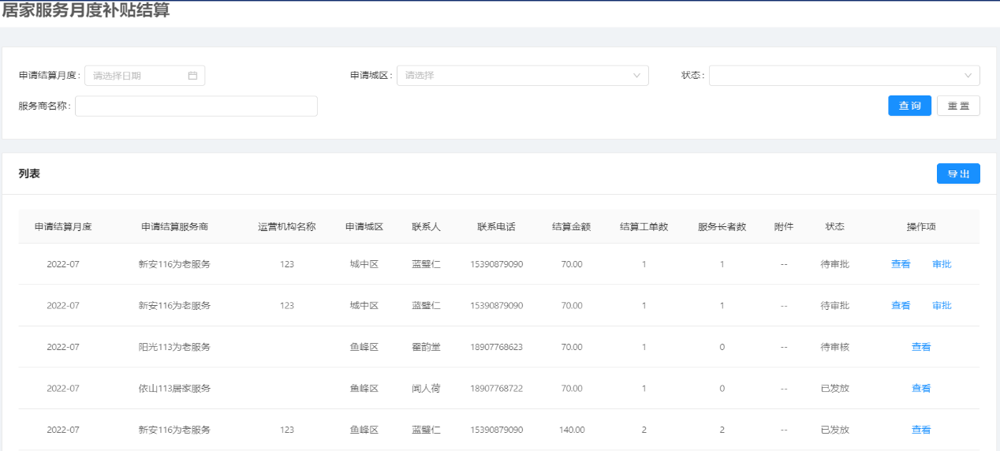 居家服务月度补贴结算
申请结算月度: 请选择日期 申请城区: 请选择 状态:
服务商名称: 查询 重置
列表 导出
申请结算月度 申请结算服务商 运营机构名称 申请城区 联系人 联系电话 结算金额 结算工单数 服务长者数 附件 状态 操作项
2022-07 新安116为老服务 123 城中区 蓝璧仁 15390879090 70.00 1 1 -- 待审批 查看 审批
2022-07 新安116为老服务 123 城中区 蓝璧仁 15390879090 70.00 1 1 -- 待审批 查看 审批
2022-07 阳光113为老服务 鱼峰区 霍韵堂 18907768623 70.00 1 0 -- 待审核 查看
2022-07 依山113居家服务 鱼峰区 闻人荷 18907768722 70.00 1 0 -- 已发放 查看
2022-07 新安116为老服务 123 鱼峰区 蓝璧仁 15390879090 140.00 2 2 -- 已发放 查看